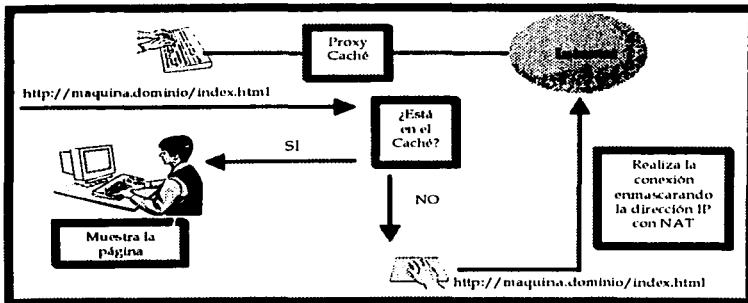 Proxy
Caché
Internet
http://maquina.dominio/index.html
¿Está
en el
Caché?
SI
NO
Muestra la
página
Realiza la
conexión
enmascarando
la dirección IP
con NAT
http://maquina.dominio/index.html